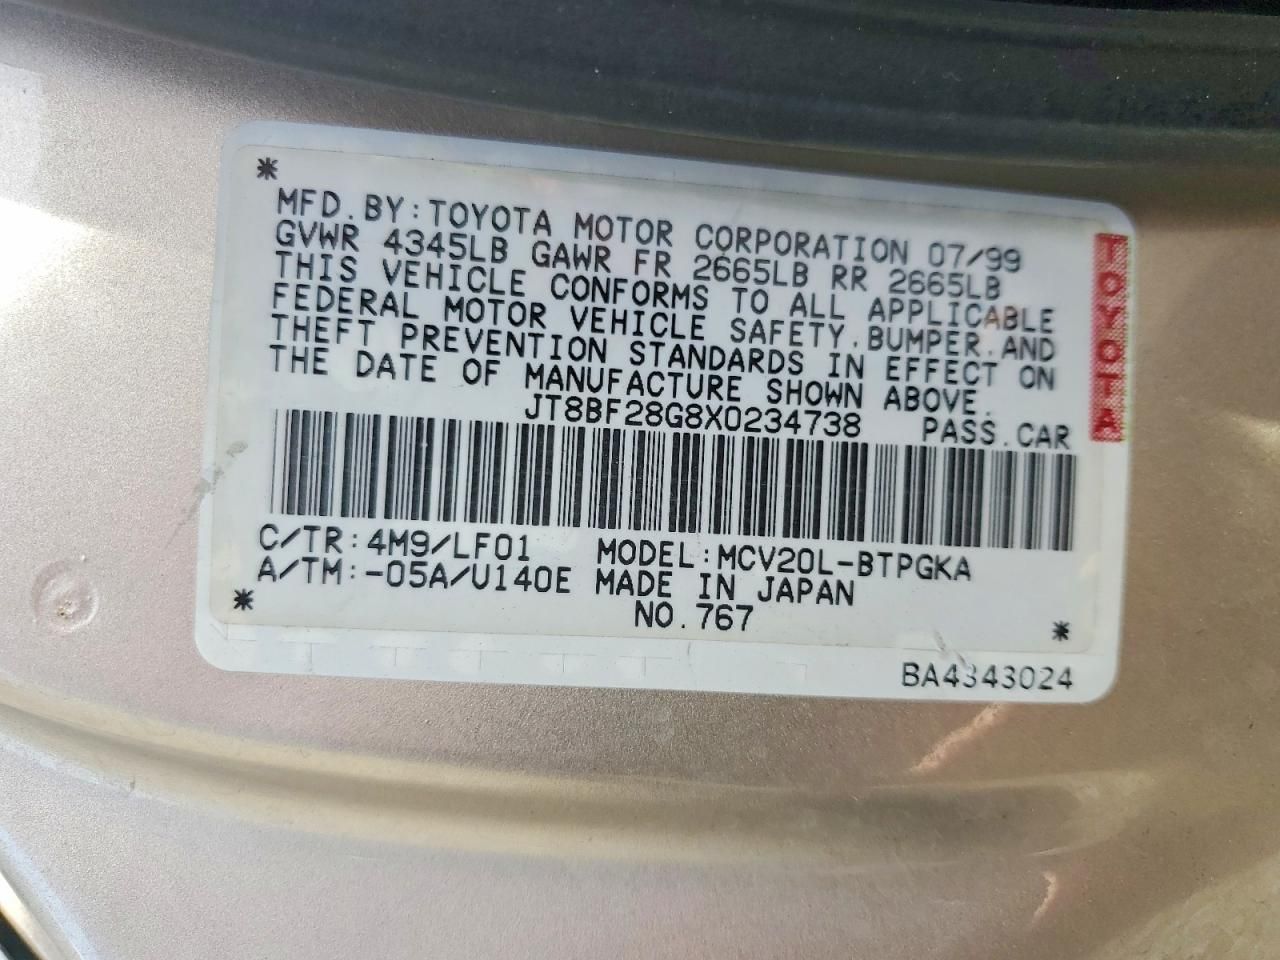 *
MFD.BY:TOYOTA MOTOR CORPORATION 07/99
GVWR 4345LB GAWR FR 2665LB RR 2665LB
THIS VEHICLE CONFORMS TO ALL APPLICABLE
FEDERAL MOTOR VEHICLE SAFETY,BUMPER,AND
THEFT PREVENTION STANDARDS IN EFFECT ON
THE DATE OF MANUFACTURE SHOWN ABOVE.
JT8BF28G8X0234738 PASS.CAR
C/TR:4M9/LF01 MODEL:MCV20L-BTPGKA
A/TM:-05A/U140E MADE IN JAPAN
* NO.767 *
BA4343024
TOYOTA